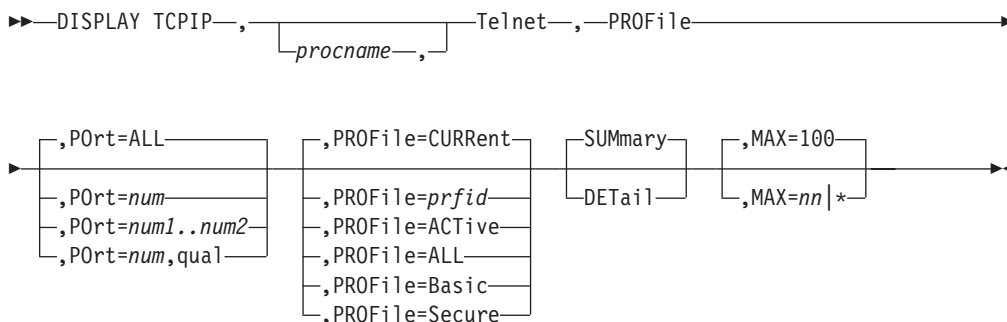 DISPLAY TCPIP , Telnet , PROFile
procname ,
,POrt=ALL ,PROFile=CURRent SUMmary ,MAX=100
,POrt=num ,PROFile=prfid DETail ,MAX=nn|*
,POrt=num1..num2 ,PROFile=ACTive
,POrt=num,qual ,PROFile=ALL
,PROFile=Basic
,PROFile=Secure